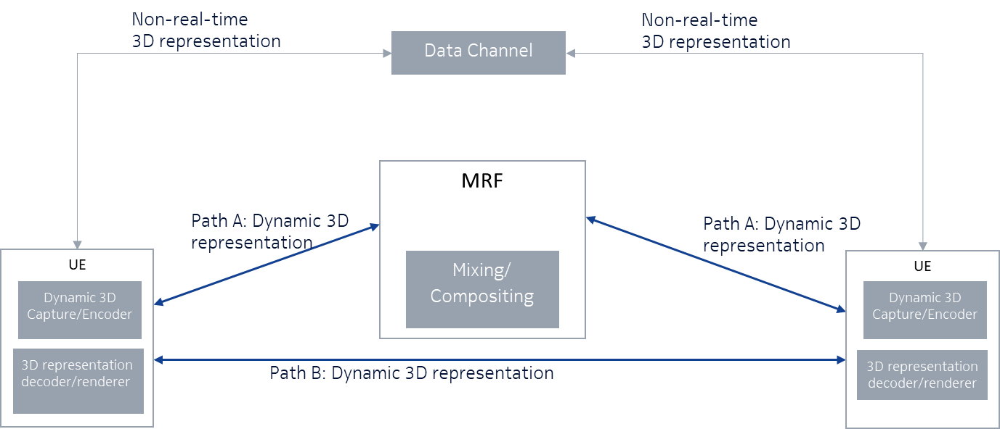 Non-real-time
3D representation
Data Channel
Non-real-time
3D representation
MRF
Path A: Dynamic 3D
representation
Path A: Dynamic 3D
representation
Mixing/
Compositing
UE
Dynamic 3D
Capture/Encoder
3D representation
decoder/renderer
UE
Dynamic 3D
Capture/Encoder
3D representation
decoder/renderer
Path B: Dynamic 3D representation